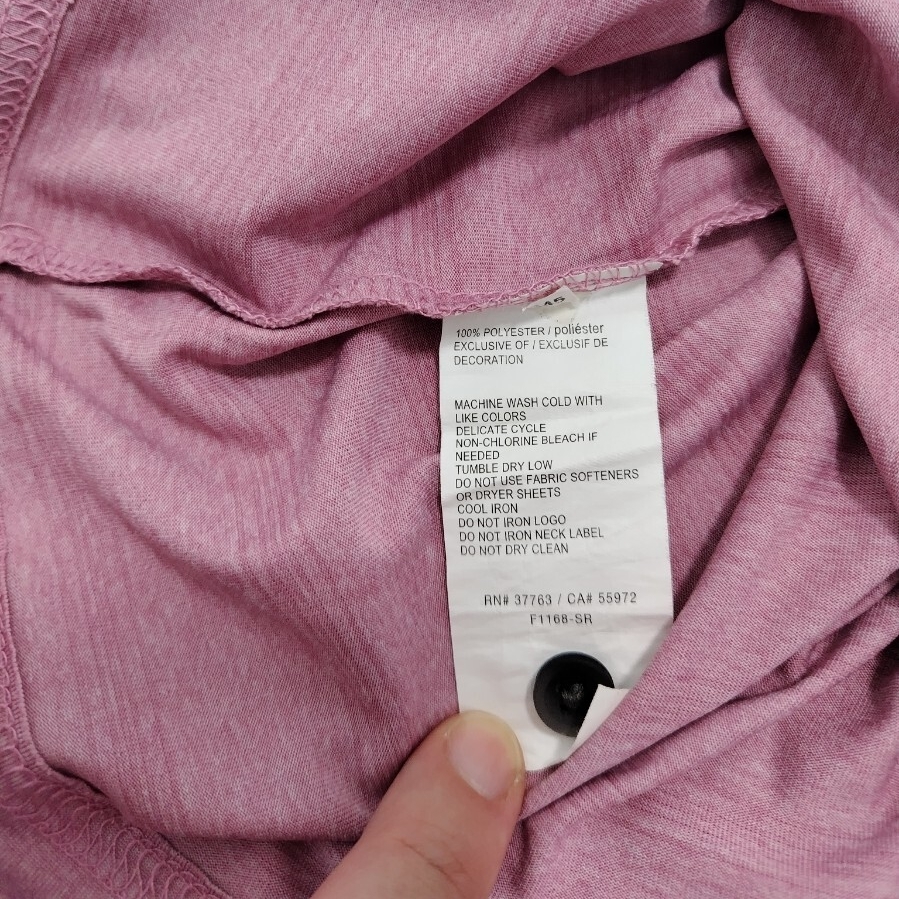 46
100% POLYESTER / poliéster
EXCLUSIVE OF / EXCLUSIF DE
DECORATION
MACHINE WASH COLD WITH
LIKE COLORS
DELICATE CYCLE
NON-CHLORINE BLEACH IF
NEEDED
TUMBLE DRY LOW
DO NOT USE FABRIC SOFTENERS
OR DRYER SHEETS
COOL IRON
DO NOT IRON LOGO
DO NOT IRON NECK LABEL
DO NOT DRY CLEAN
RN# 37763 / CA# 55972
F1168-SR